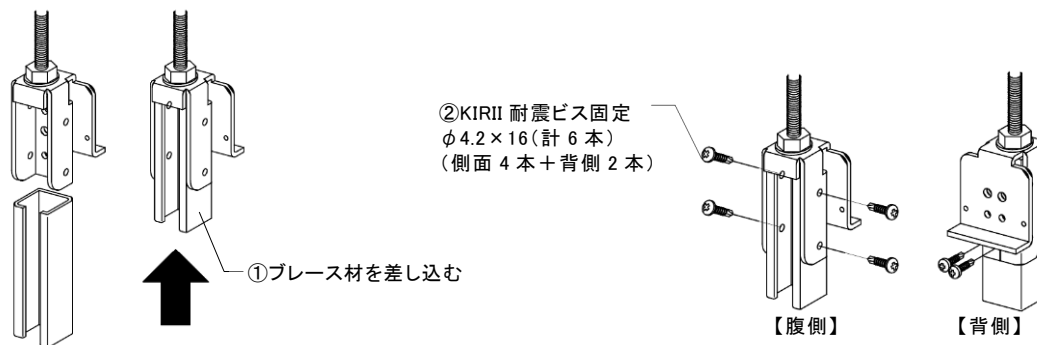 ②KIRII 耐震ビス固定
φ4.2×16(計 6 本)
(側面 4 本＋背側 2 本)
①ブレース材を差し込む
【腹側】
【背側】